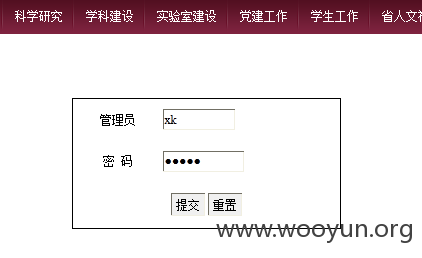 科学研究 学科建设 实验室建设 党建工作 学生工作 省人文社
管理员 xk
密 码 ●●●●●
提交 重置
www.wooyun.org